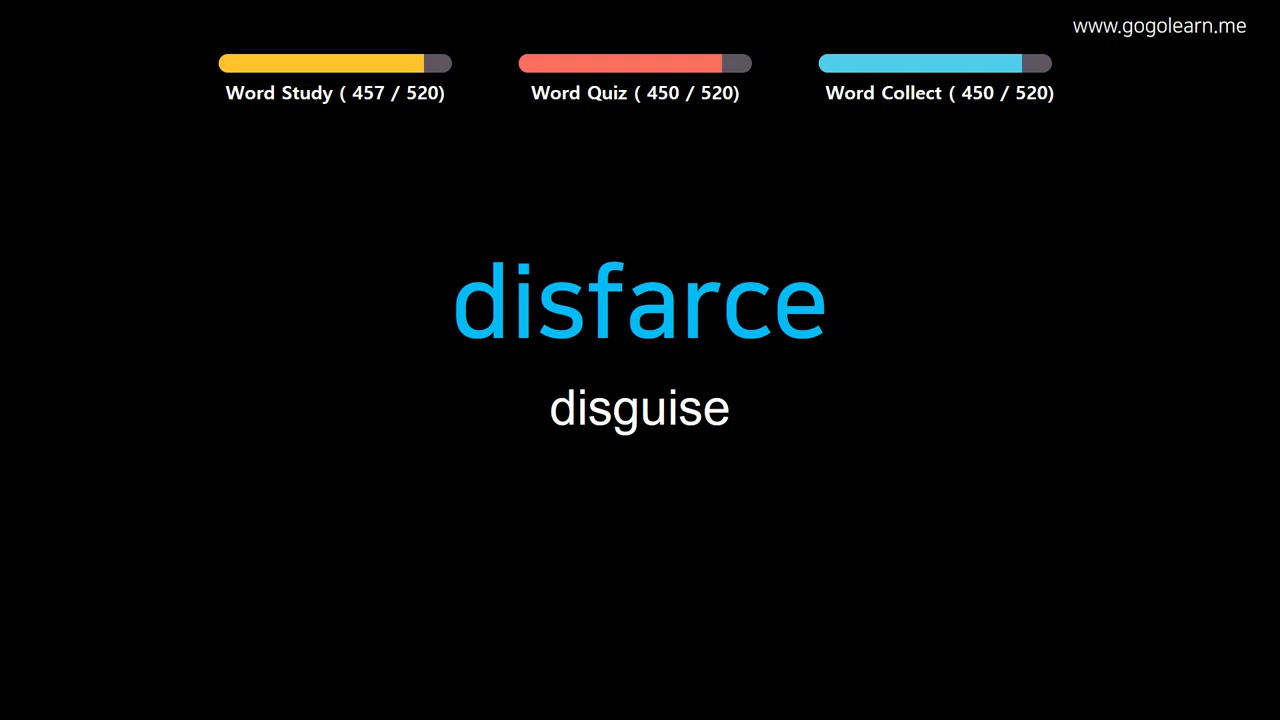 www.gogolearn.me
Word Study ( 457 / 520)
Word Quiz ( 450 / 520)
Word Collect ( 450 / 520)
disfarce
disguise